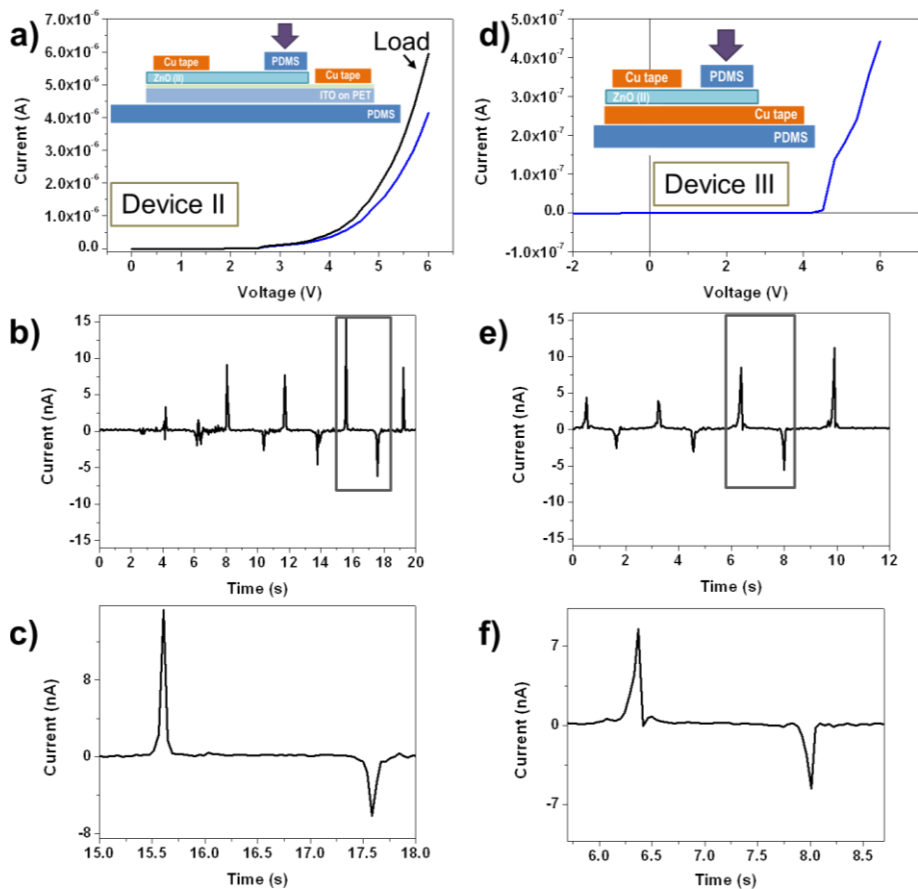 a)
7.0x10⁻⁶
6.0x10⁻⁶
5.0x10⁻⁶
4.0x10⁻⁶
3.0x10⁻⁶
2.0x10⁻⁶
1.0x10⁻⁶
0.0
Current (A)
Load
Cu tape
PDMS
ZnO (II)
Cu tape
ITO on PET
PDMS
Device II
0 1 2 3 4 5 6
Voltage (V)
d)
5.0x10⁻⁷
4.0x10⁻⁷
3.0x10⁻⁷
2.0x10⁻⁷
1.0x10⁻⁷
0.0
-1.0x10⁻⁷
Current (A)
Cu tape
PDMS
ZnO (II)
Cu tape
PDMS
Device III
-2 0 2 4 6
Voltage (V)
b)
15
10
5
0
-5
-10
-15
Current (nA)
0 2 4 6 8 10 12 14 16 18 20
Time (s)
e)
15
10
5
0
-5
-10
-15
Current (nA)
0 2 4 6 8 10 12
Time (s)
c)
8
0
-8
Current (nA)
15.0 15.5 16.0 16.5 17.0 17.5 18.0
Time (s)
f)
7
0
-7
Current (nA)
6.0 6.5 7.0 7.5 8.0 8.5
Time (s)